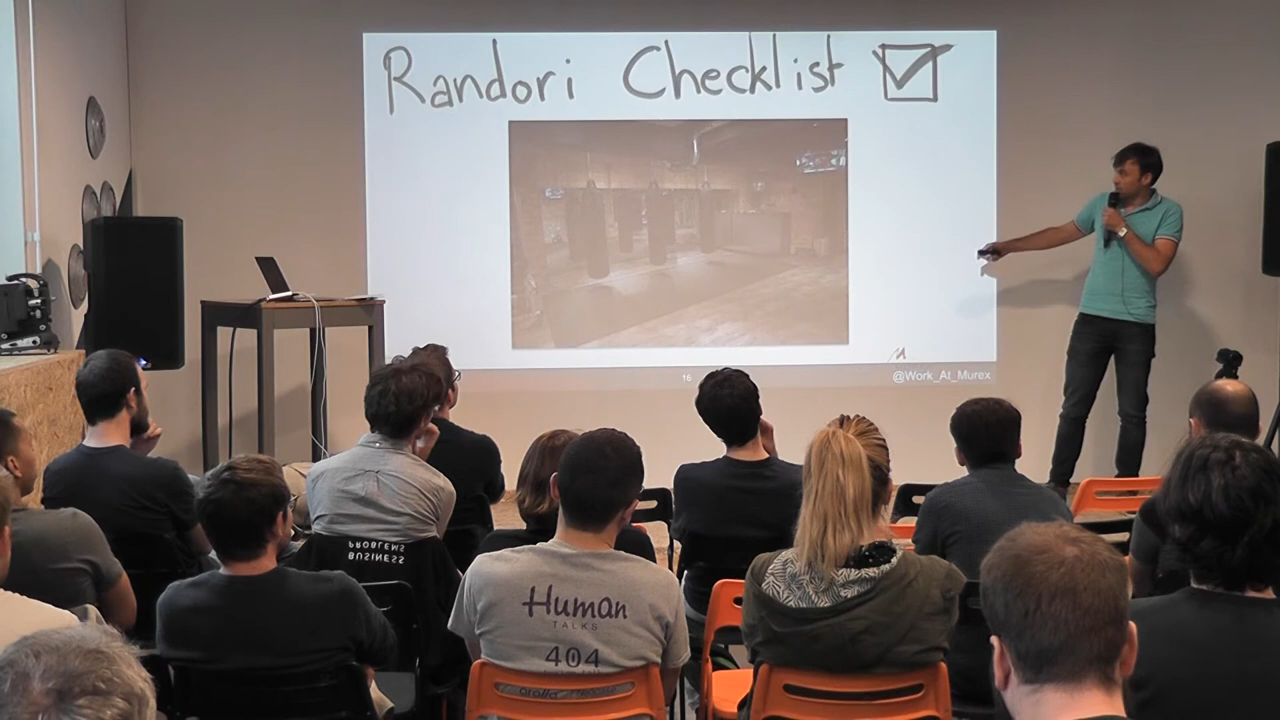 Randori Checklist
16
@Work_At_Murex
PROBLEMS
BUSINESS
Human
TALKS
404